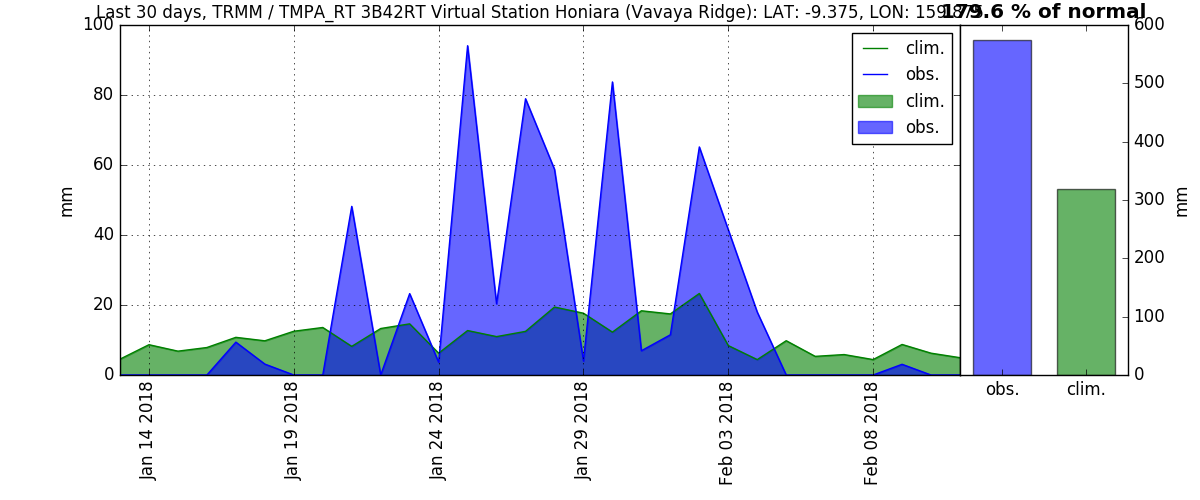 Last 30 days, TRMM / TMPA_RT 3B42RT Virtual Station Honiara (Vavaya Ridge): LAT: -9.375, LON:
179.6 % of normal
100
80
60
40
20
0
mm
clim.
obs.
clim.
obs.
600
500
400
300
200
100
0
mm
Jan 14 2018
Jan 19 2018
Jan 24 2018
Jan 29 2018
Feb 03 2018
Feb 08 2018
obs.
clim.